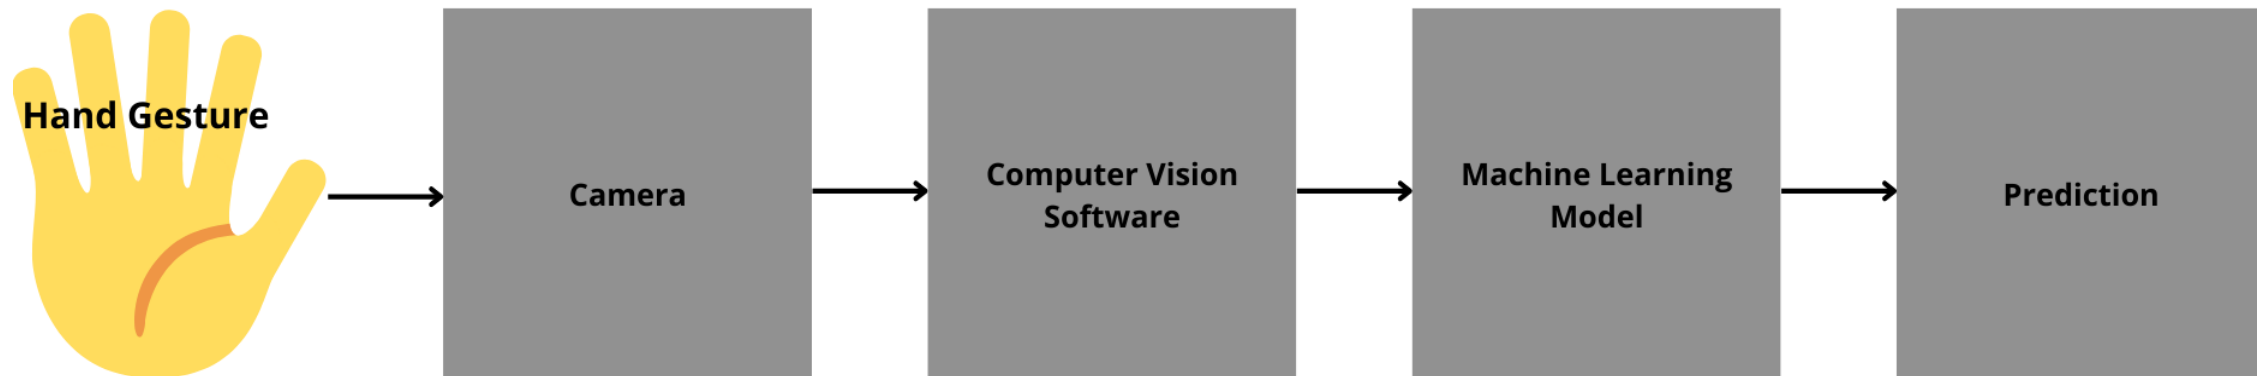 Hand Gesture
Camera
Computer Vision
Software
Machine Learning
Model
Prediction